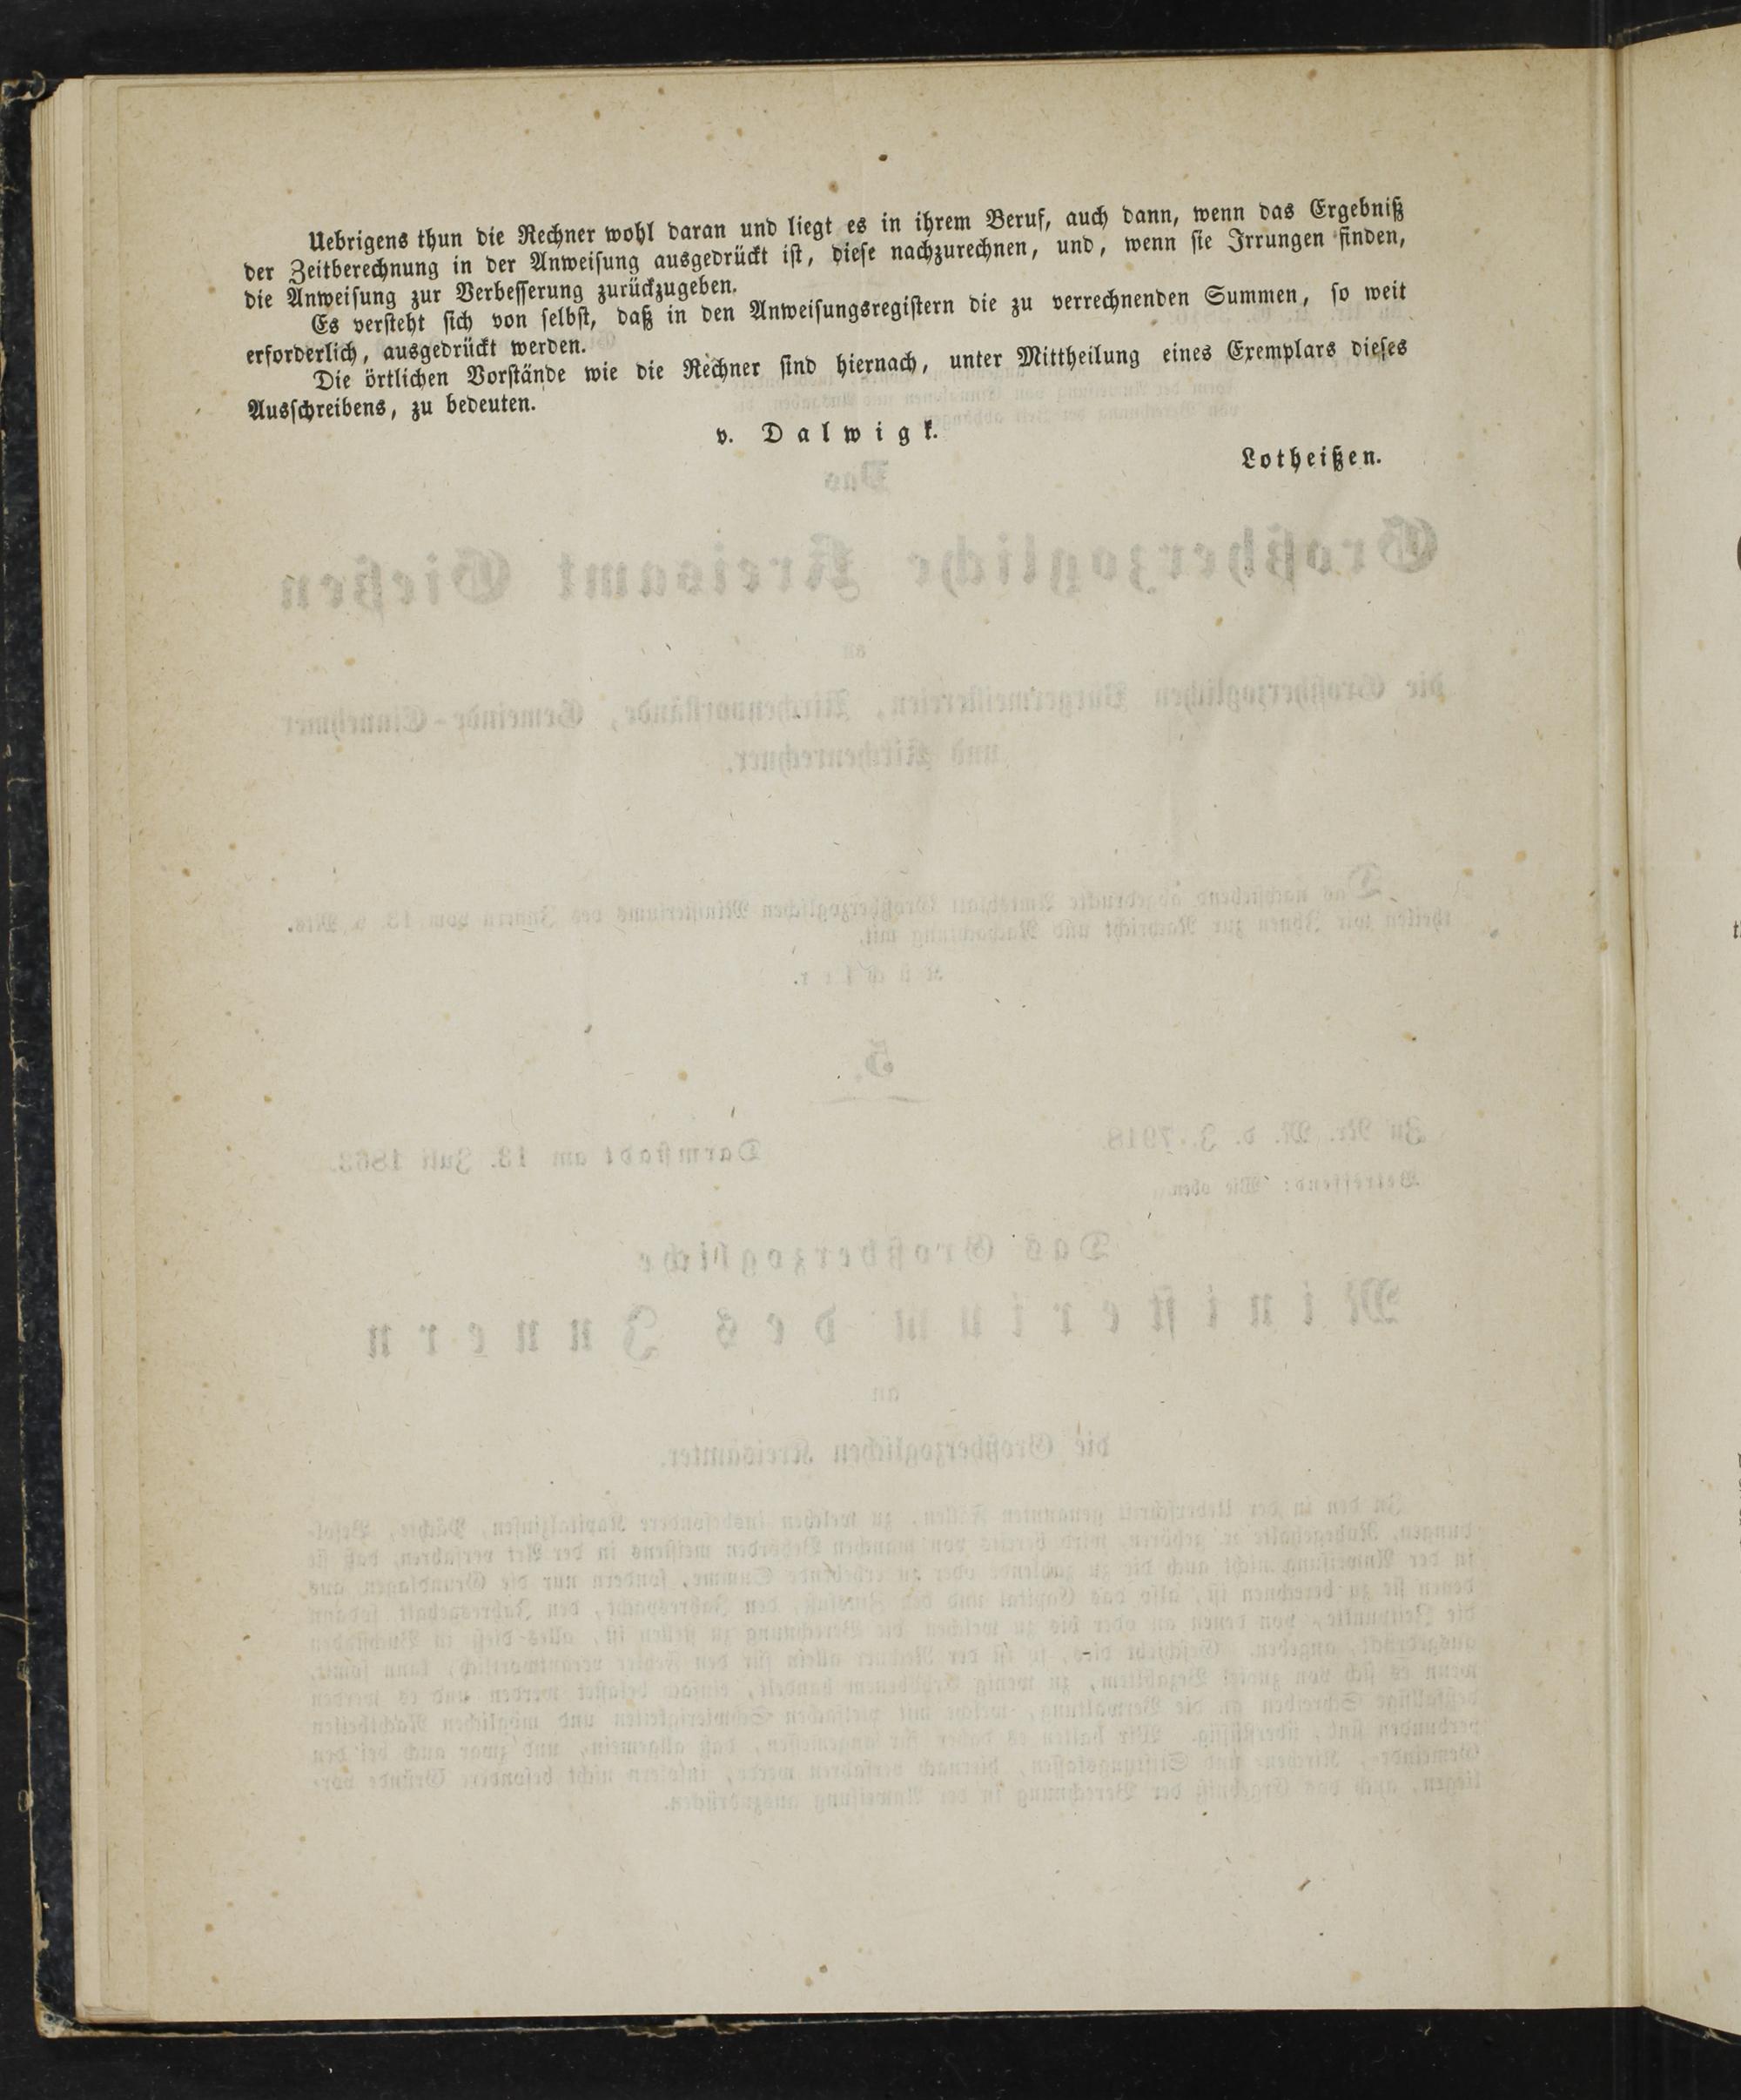 Uebrigens thun die Rechner wohl daran und liegt es in ihrem Beruf, auch dann, wenn das Ergebniß
der Zeitberechnung in der Anweisung ausgedrückt ist, diese nachzurechnen, und, wenn sie Irrungen finden,
die Anweisung zur Verbesserung zurückzugeben.
Es versteht sich von selbst, daß in den Anweisungsregistern die zu verrechnenden Summen, so weit
erforderlich, ausgedrückt werden.
Die örtlichen Vorstände wie die Rechner sind hiernach, unter Mittheilung eines Exemplars dieses
Ausschreibens, zu bedeuten.
v. Dalwigk.
Lotheißen.